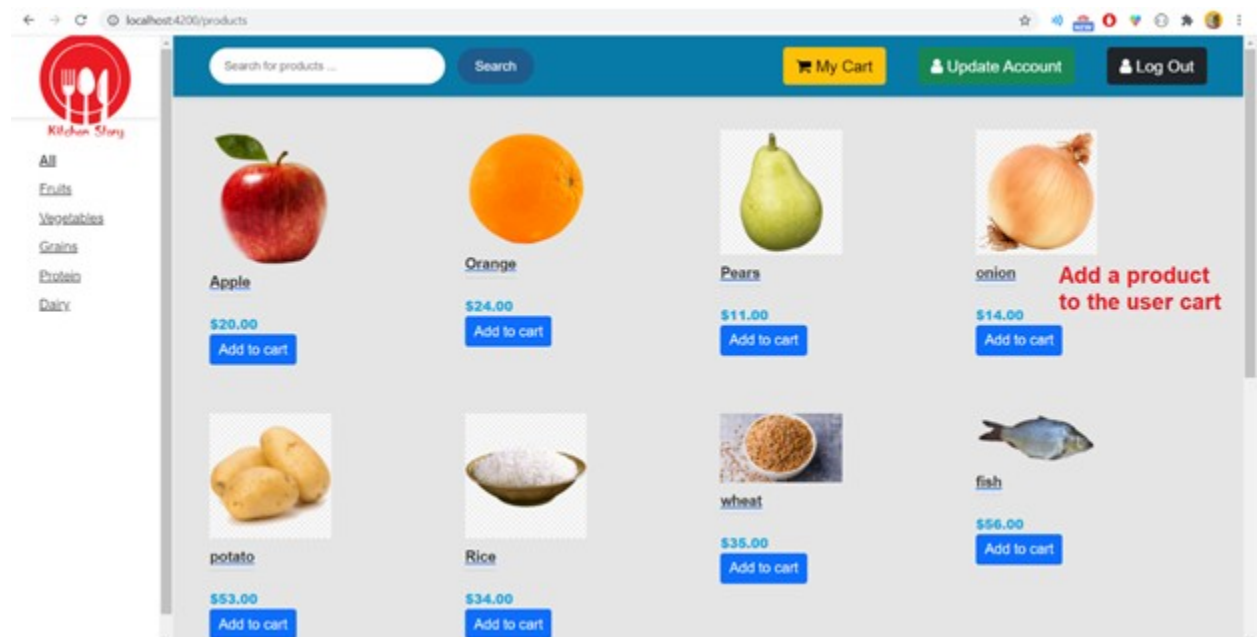 localhost:4200/products
Search for products ...
Search
My Cart
Update Account
Log Out
Kitchen Story
All
Fruits
Vegetables
Grains
Protein
Dairy
Apple
$20.00
Add to cart
Orange
$24.00
Add to cart
Pears
$11.00
Add to cart
onion
$14.00
Add to cart
Add a product
to the user cart
potato
$53.00
Add to cart
Rice
$34.00
Add to cart
wheat
$35.00
Add to cart
fish
$56.00
Add to cart